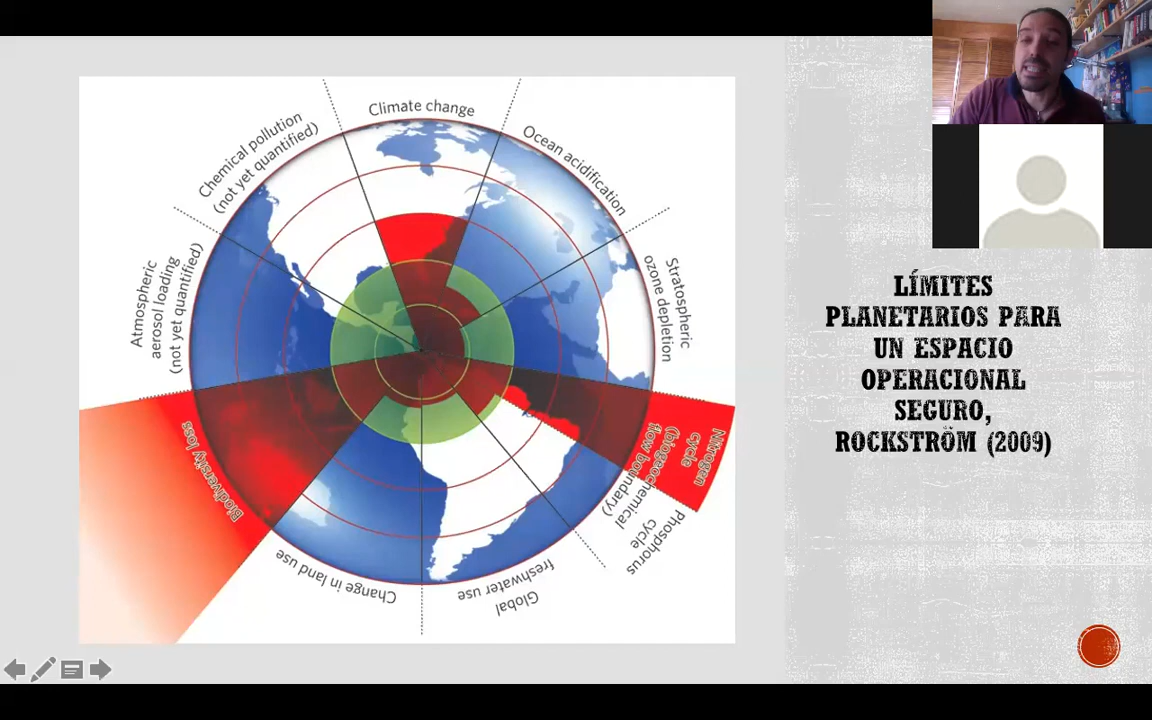 Climate change
Ocean acidification
Stratospheric
ozone depletion
Nitrogen
cycle
(biogeochemical
flow boundary)
Phosphorus
cycle
Global
freshwater use
Change in land use
Biodiversity loss
Atmospheric
aerosol loading
(not yet quantified)
Chemical pollution
(not yet quantified)
LÍMITES
PLANETARIOS PARA
UN ESPACIO
OPERACIONAL
SEGURO,
ROCKSTRÖM (2009)